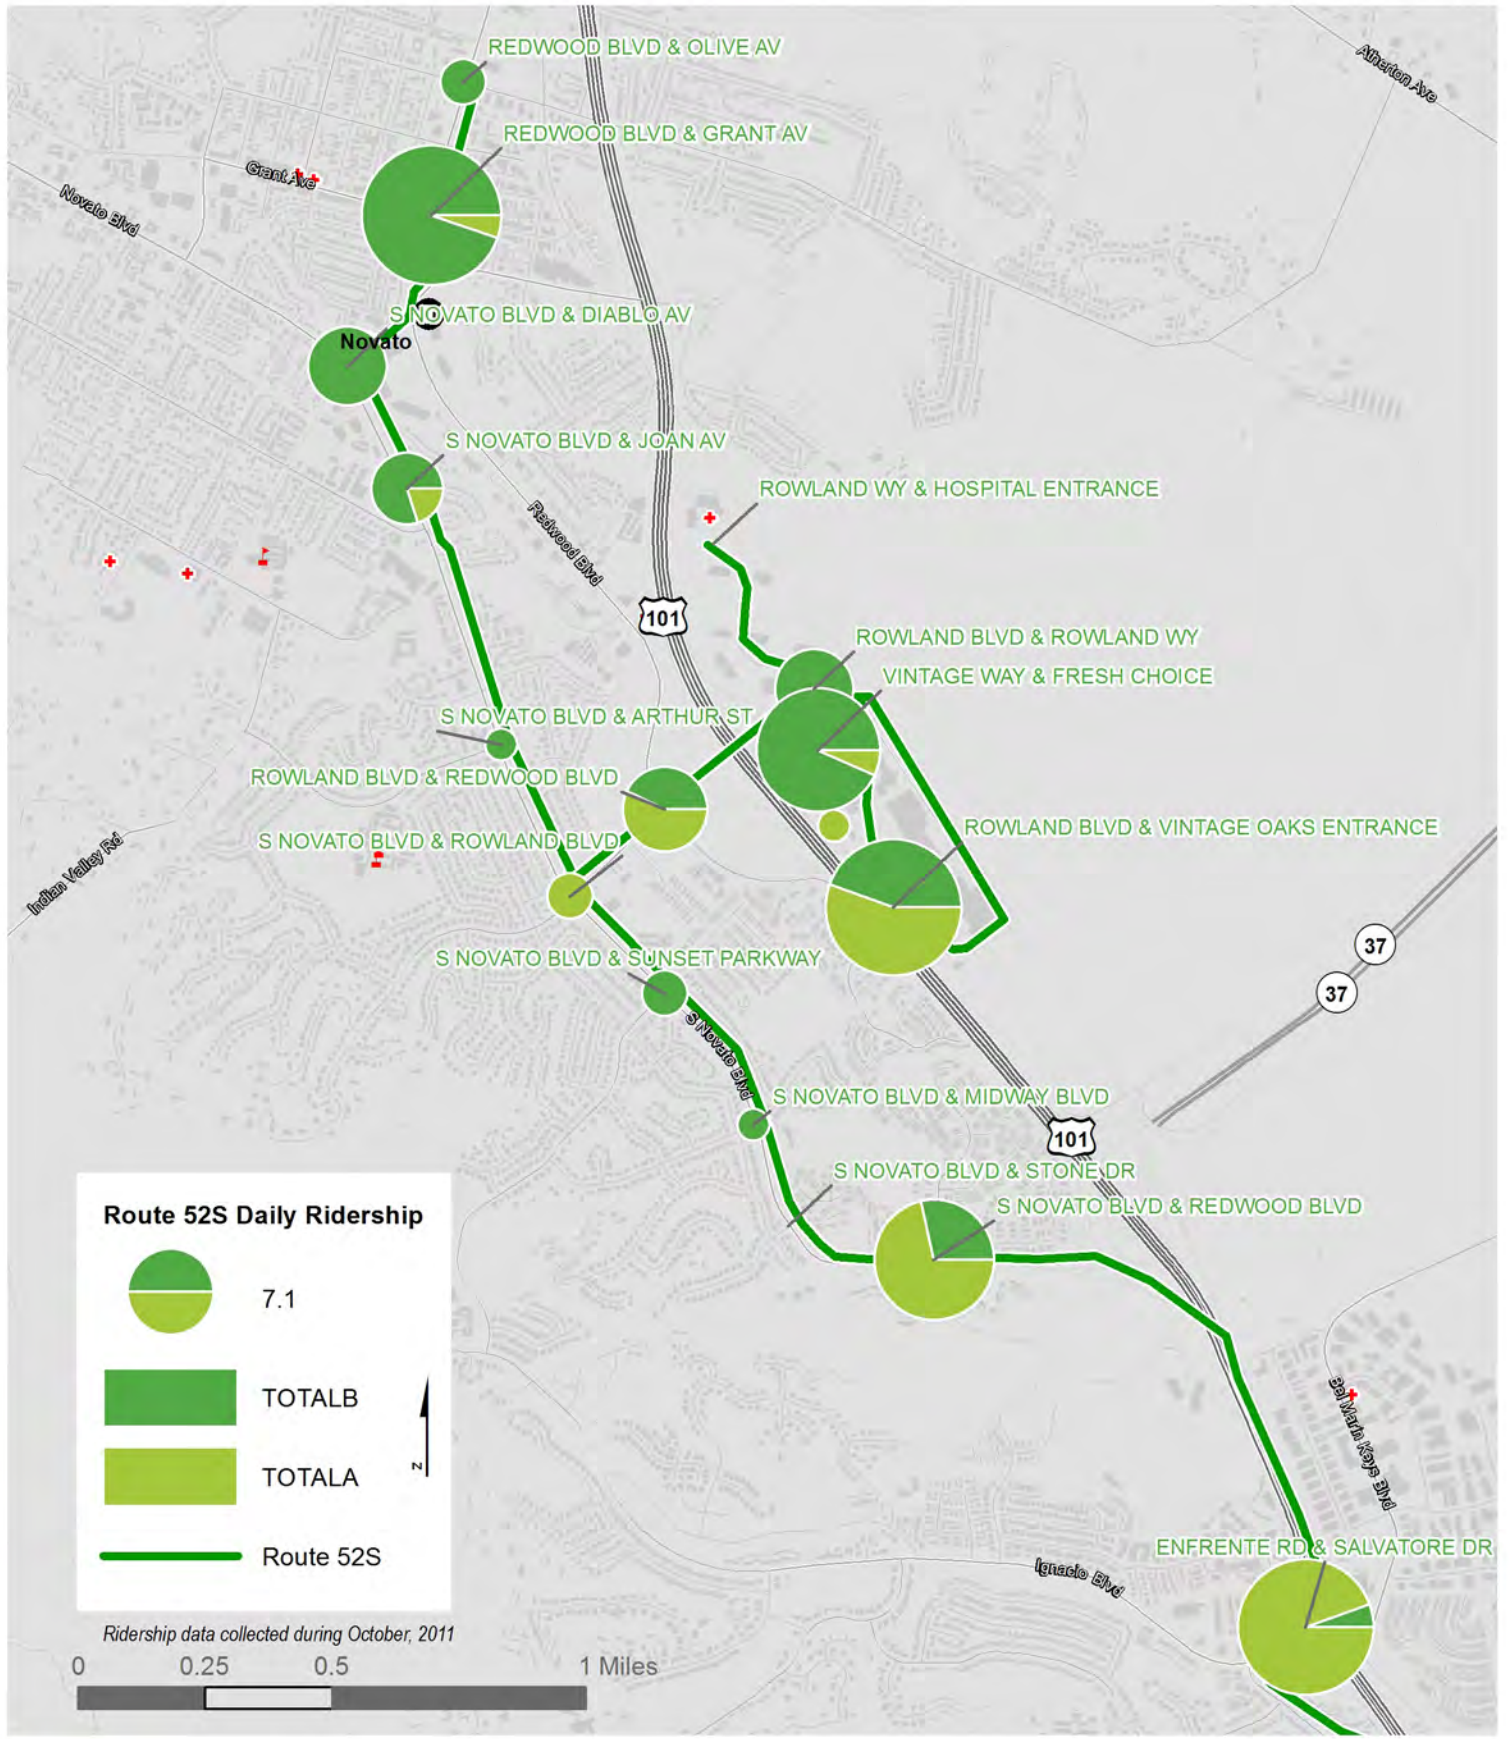 REDWOOD BLVD & OLIVE AV
Atherton Ave
REDWOOD BLVD & GRANT AV
Grant Ave
Novato Blvd
S NOVATO BLVD & DIABLO AV
Novato
S NOVATO BLVD & JOAN AV
ROWLAND WY & HOSPITAL ENTRANCE
Redwood Blvd
101
ROWLAND BLVD & ROWLAND WY
VINTAGE WAY & FRESH CHOICE
S NOVATO BLVD & ARTHUR ST
ROWLAND BLVD & REDWOOD BLVD
ROWLAND BLVD & VINTAGE OAKS ENTRANCE
S NOVATO BLVD & ROWLAND BLVD
Indian Valley Rd
37
S NOVATO BLVD & SUNSET PARKWAY
37
S Novato Blvd
S NOVATO BLVD & MIDWAY BLVD
101
S NOVATO BLVD & STONE DR
S NOVATO BLVD & REDWOOD BLVD
Route 52S Daily Ridership
7.1
TOTALB
TOTALA
Z
Route 52S
Bel Marin Keys Blvd
ENFRENTE RD & SALVATORE DR
Ignacio Blvd
Ridership data collected during October, 2011
0 0.25 0.5 1 Miles